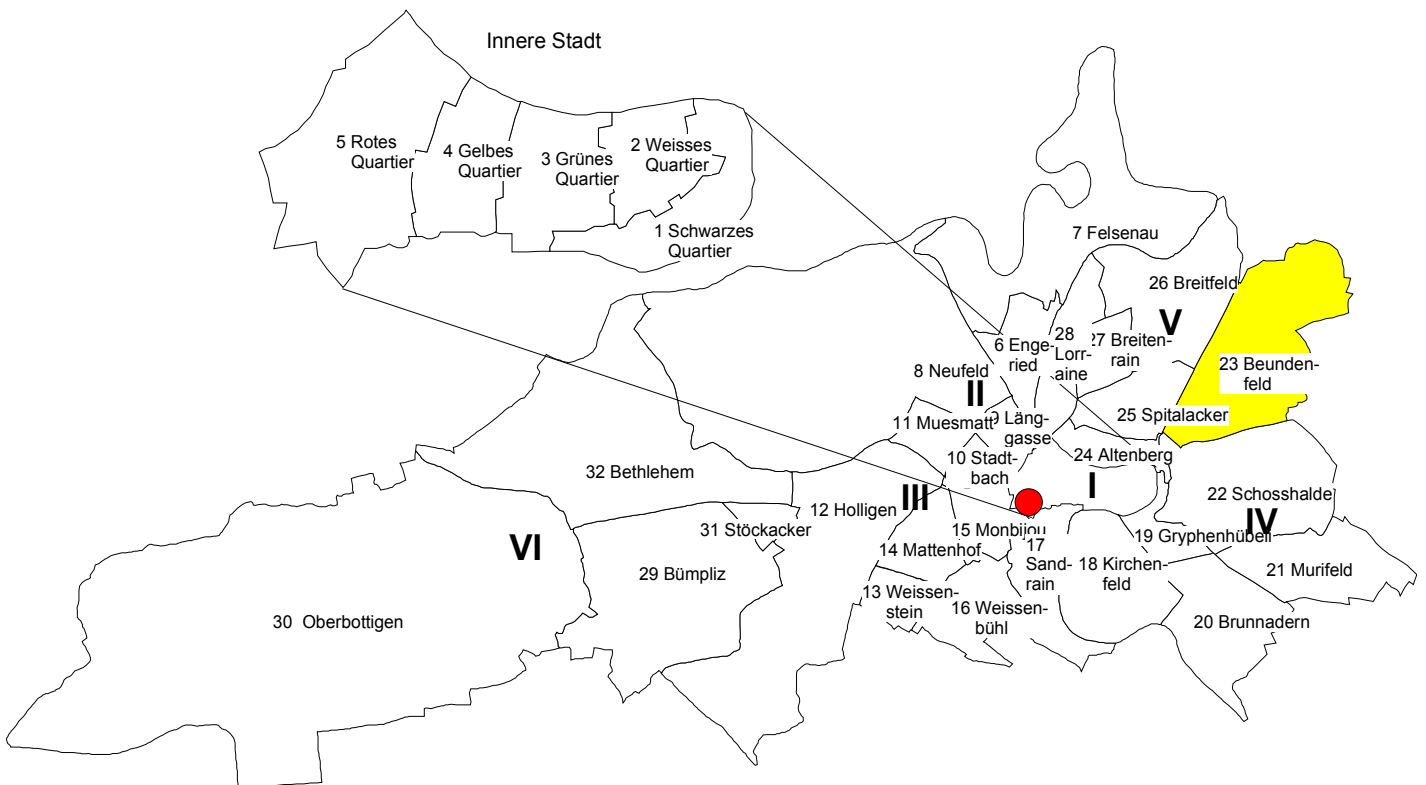 Innere Stadt
5 Rotes
Quartier
4 Gelbes
Quartier
3 Grünes
Quartier
2 Weisses
Quartier
1 Schwarzes
Quartier
7 Felsenau
26 Breitfeld
V
6 Enge-
ried
28
Lor-
raine
27 Breiten-
rain
23 Beunden-
feld
8 Neufeld
II
25 Spitalacker
11 Muesmatt
9 Läng-
gasse
24 Altenberg
10 Stadt-
bach
I
32 Bethlehem
III
12 Holligen
22 Schosshalde
IV
31 Stöckacker
15 Monbijou
19 Gryphenhübeli
VI
14 Mattenhof
17
Sand-
rain
18 Kirchen-
feld
29 Bümpliz
21 Murifeld
13 Weissen-
stein
16 Weissen-
bühl
30 Oberbottigen
20 Brunnadern